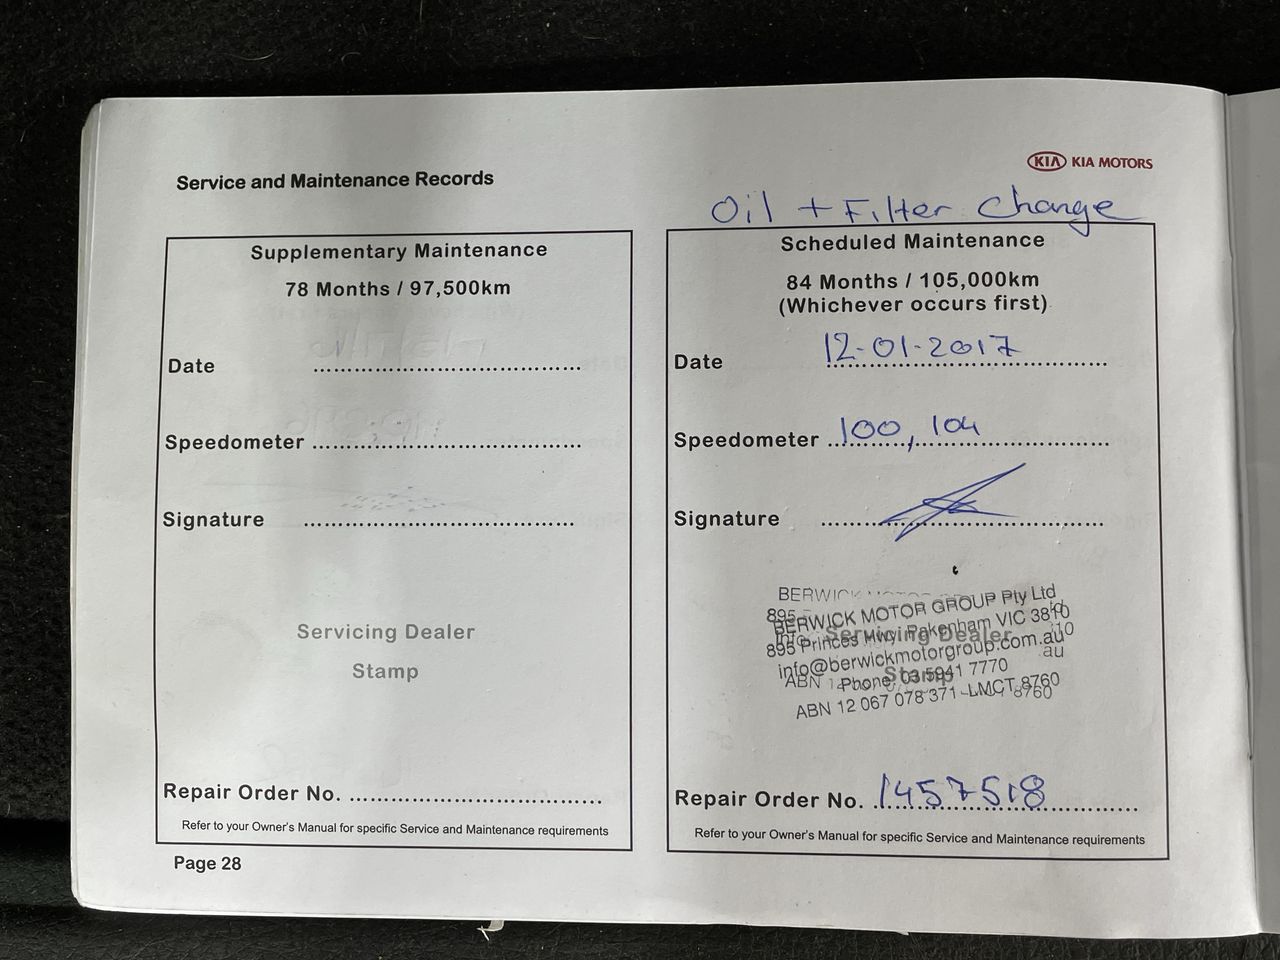 KIA KIA MOTORS
Service and Maintenance Records
Oil + Filter Change
Supplementary Maintenance
78 Months / 97,500km
Date ..........................................
Speedometer ..........................................
Signature ..........................................
Servicing Dealer
Stamp
Repair Order No. ..........................................
Refer to your Owner's Manual for specific Service and Maintenance requirements
Page 28
Scheduled Maintenance
84 Months / 105,000km
(Whichever occurs first)
Date 12-01-2017
Speedometer 100,104
Signature
Servicing Dealer
Stamp
BERWICK MOTOR GROUP Pty Ltd
895 Princes Hwy Pakenham VIC 3810
info@berwickmotorgroup.com.au
Phone: 03 5941 7770
ABN 12 067 078 371 LMCT 8760
Repair Order No. 1457518
Refer to your Owner's Manual for specific Service and Maintenance requirements